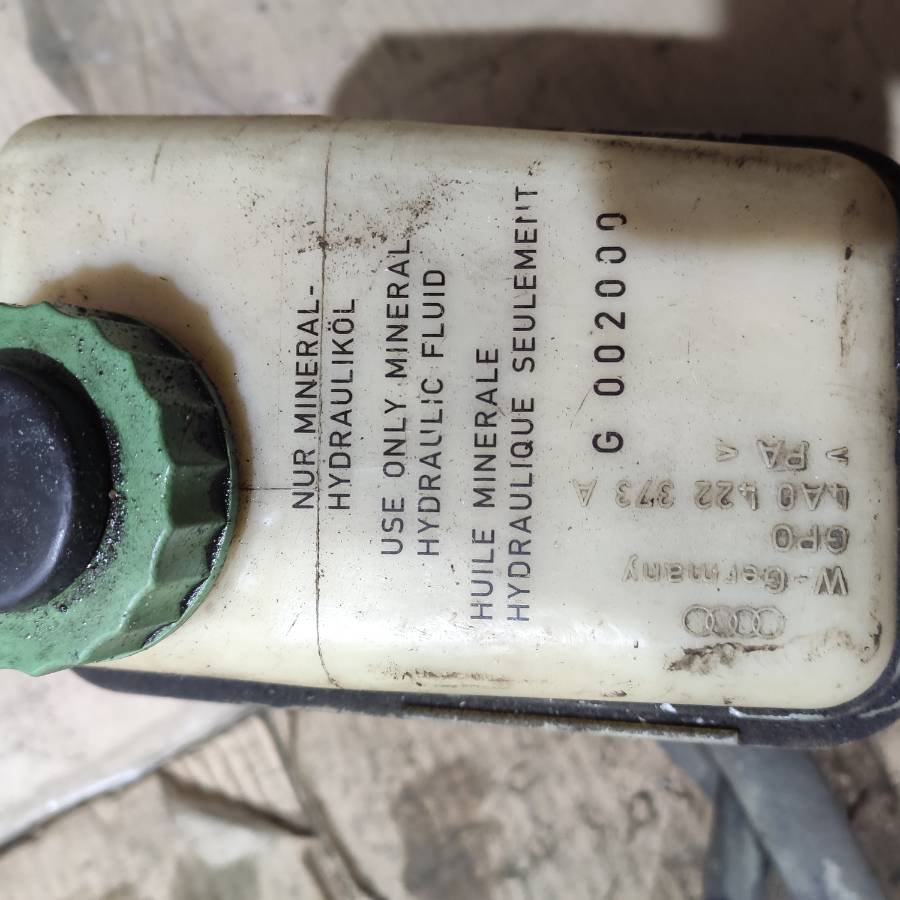 NUR MINERAL-
HYDRAULIKÖL
USE ONLY MINERAL
HYDRAULIC FLUID
HUILE MINERALE
HYDRAULIQUE SEULEMENT
G 002000
>PA<
4A0 422 373 A
GPO
W-Germany